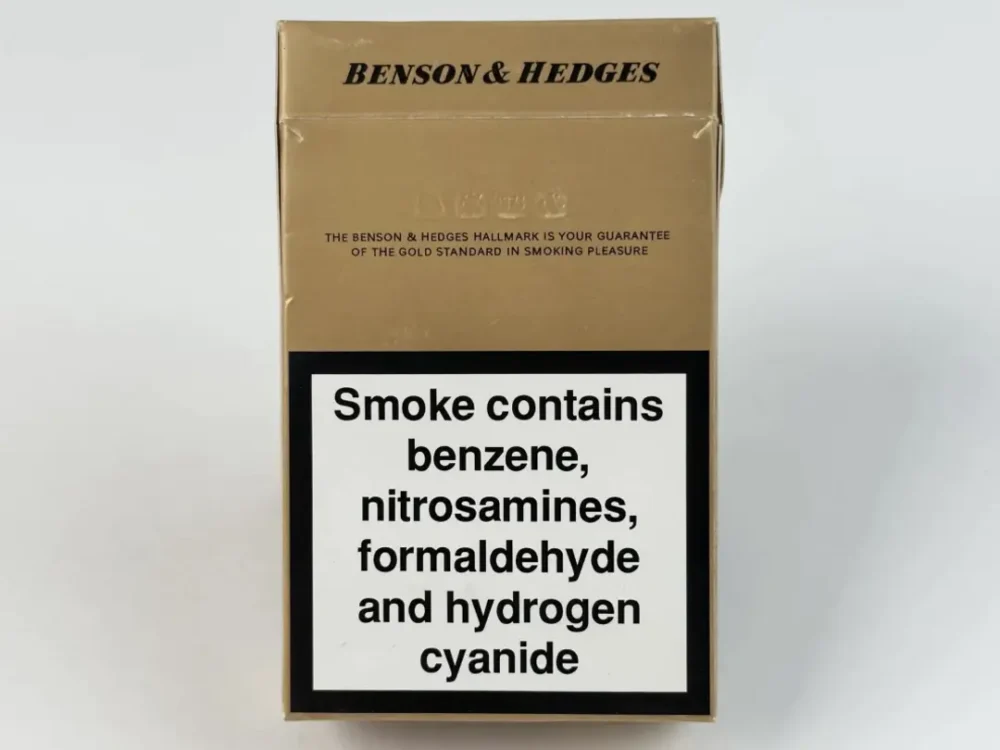 BENSON & HEDGES
THE BENSON & HEDGES HALLMARK IS YOUR GUARANTEE
OF THE GOLD STANDARD IN SMOKING PLEASURE
Smoke contains
benzene,
nitrosamines,
formaldehyde
and hydrogen
cyanide